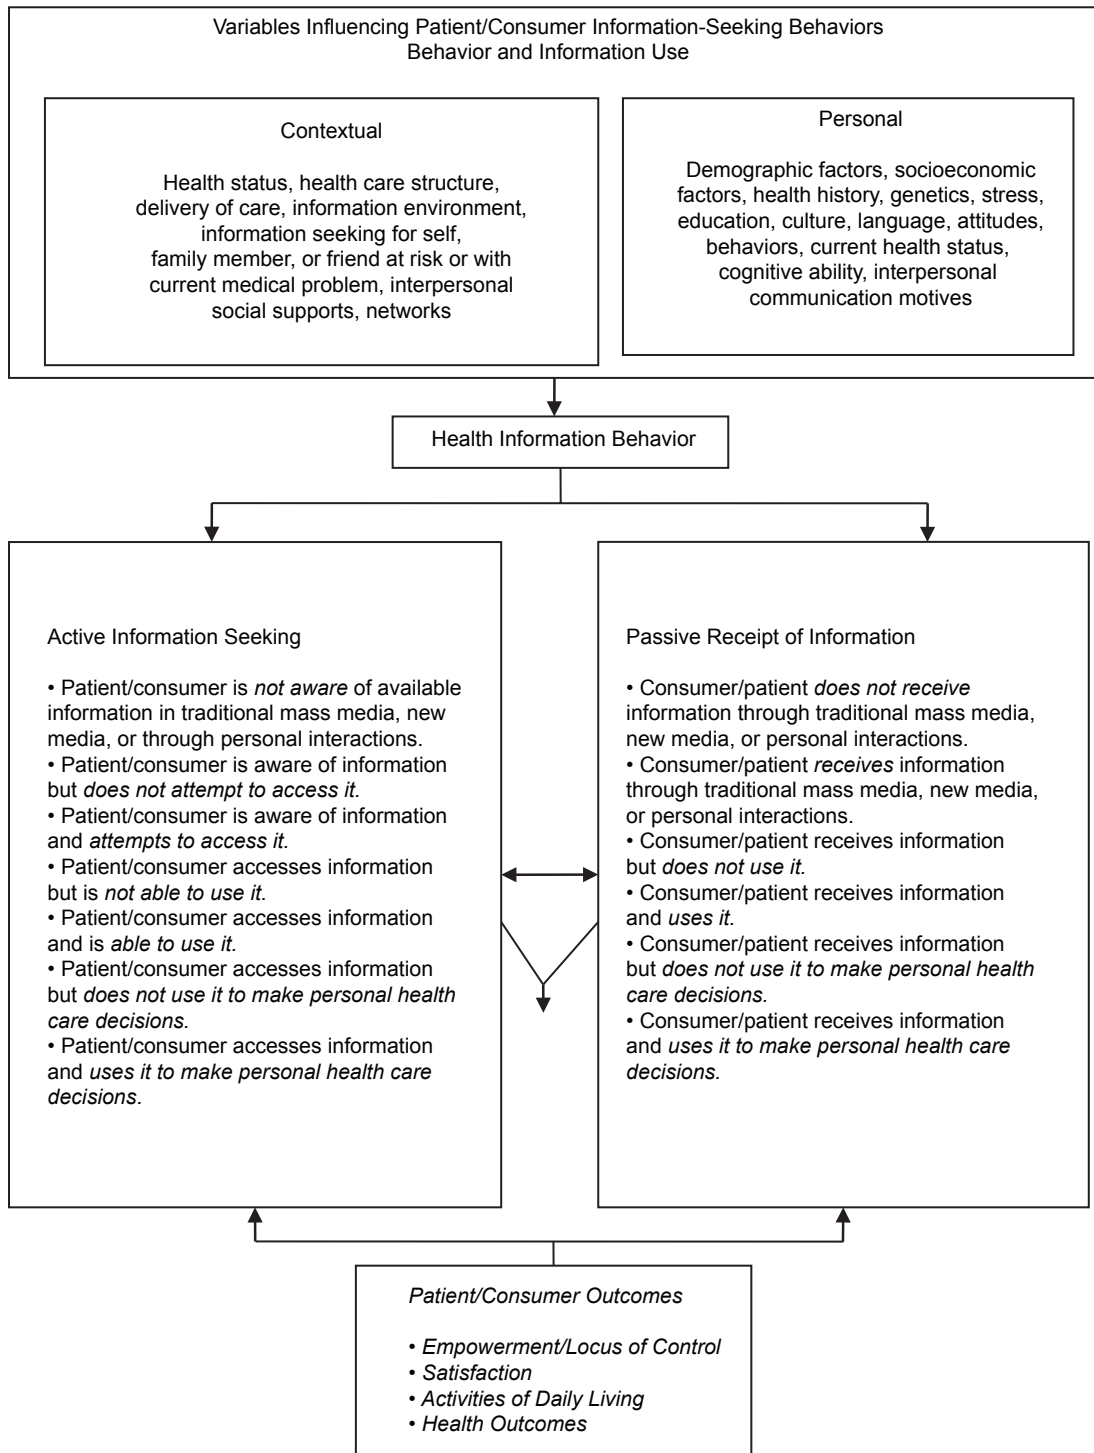 Variables Influencing Patient/Consumer Information-Seeking Behaviors
Behavior and Information Use
Contextual
Health status, health care structure,
delivery of care, information environment,
information seeking for self,
family member, or friend at risk or with
current medical problem, interpersonal
social supports, networks
Personal
Demographic factors, socioeconomic
factors, health history, genetics, stress,
education, culture, language, attitudes,
behaviors, current health status,
cognitive ability, interpersonal
communication motives
Health Information Behavior
Active Information Seeking
• Patient/consumer is not aware of available
information in traditional mass media, new
media, or through personal interactions.
• Patient/consumer is aware of information
but does not attempt to access it.
• Patient/consumer is aware of information
and attempts to access it.
• Patient/consumer accesses information
but is not able to use it.
• Patient/consumer accesses information
and is able to use it.
• Patient/consumer accesses information
but does not use it to make personal health
care decisions.
• Patient/consumer accesses information
and uses it to make personal health care
decisions.
Passive Receipt of Information
• Consumer/patient does not receive
information through traditional mass media,
new media, or personal interactions.
• Consumer/patient receives information
through traditional mass media, new media,
or personal interactions.
• Consumer/patient receives information
but does not use it.
• Consumer/patient receives information
and uses it.
• Consumer/patient receives information
but does not use it to make personal health
care decisions.
• Consumer/patient receives information
and uses it to make personal health care
decisions.
Patient/Consumer Outcomes
• Empowerment/Locus of Control
• Satisfaction
• Activities of Daily Living
• Health Outcomes